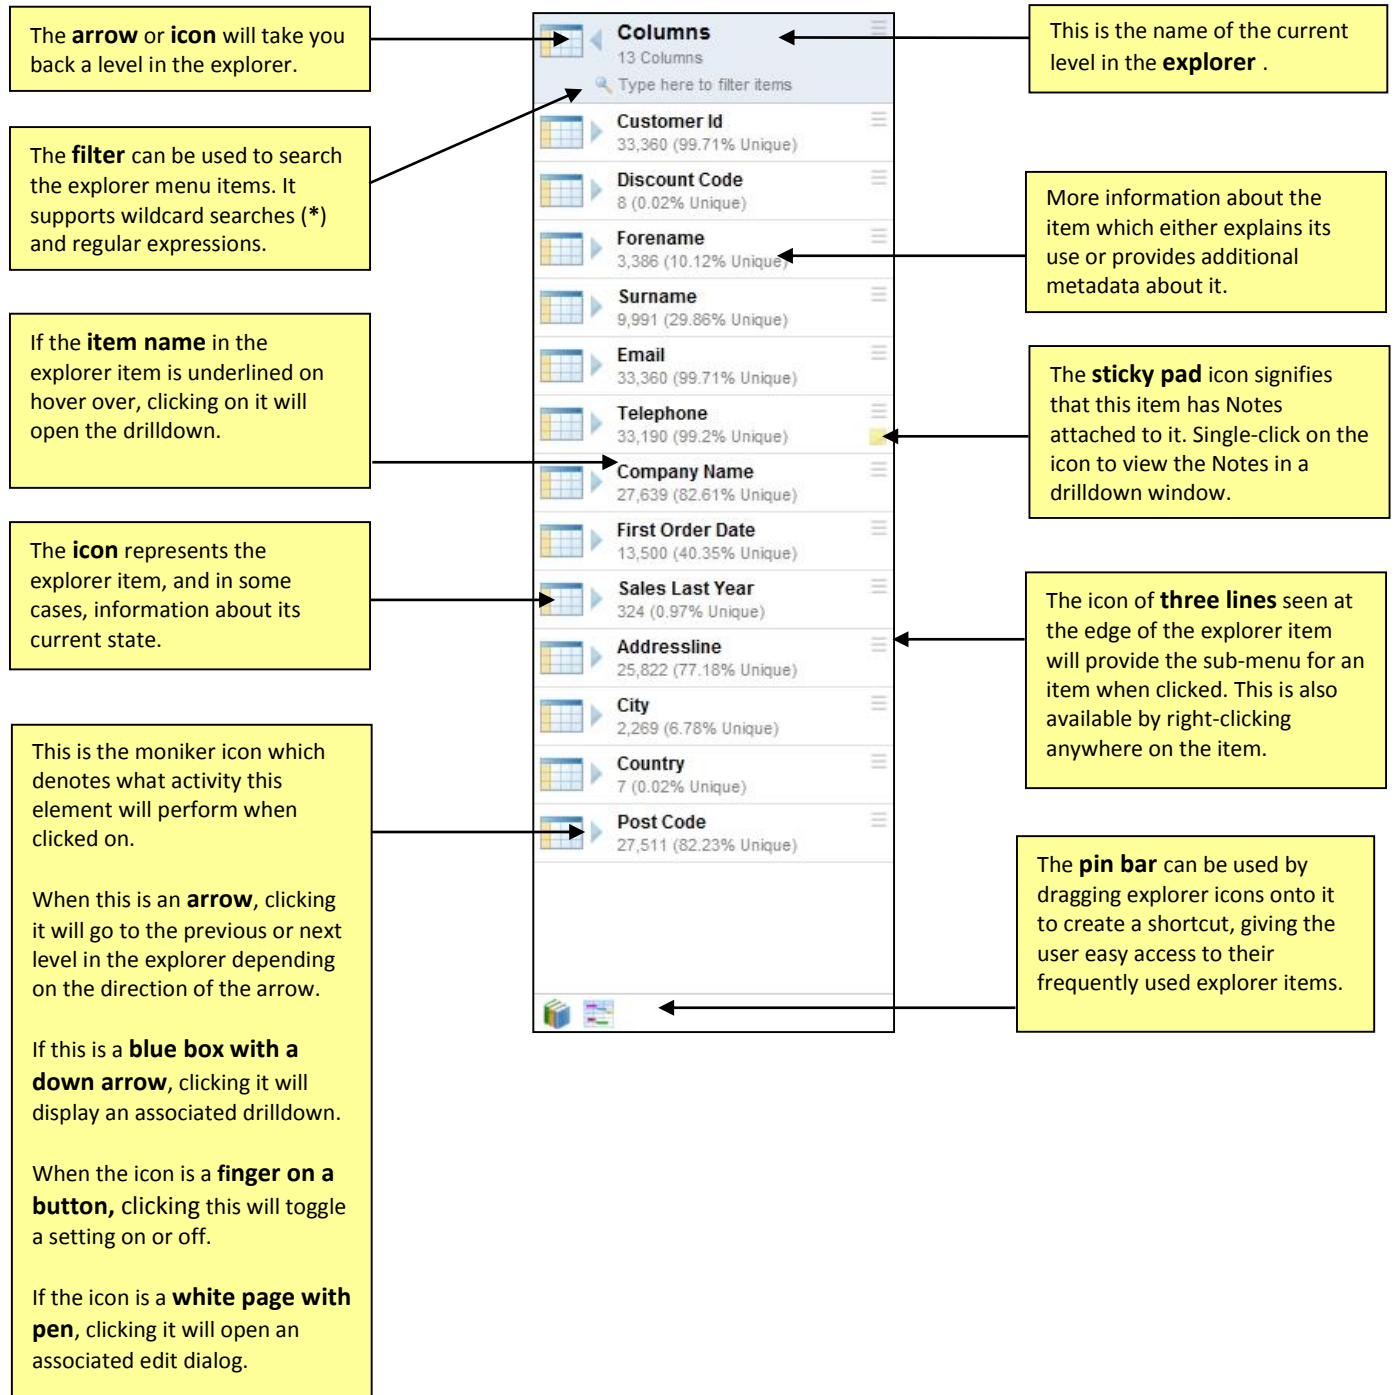 The arrow or icon will take you
back a level in the explorer.
The filter can be used to search
the explorer menu items. It
supports wildcard searches (*)
and regular expressions.
If the item name in the
explorer item is underlined on
hover over, clicking on it will
open the drilldown.
The icon represents the
explorer item, and in some
cases, information about its
current state.
This is the moniker icon which
denotes what activity this
element will perform when
clicked on.
When this is an arrow, clicking
it will go to the previous or next
level in the explorer depending
on the direction of the arrow.
If this is a blue box with a
down arrow, clicking it will
display an associated drilldown.
When the icon is a finger on a
button, clicking this will toggle
a setting on or off.
If the icon is a white page with
pen, clicking it will open an
associated edit dialog.
Columns
13 Columns
Type here to filter items
Customer Id
33,360 (99.71% Unique)
Discount Code
8 (0.02% Unique)
Forename
3,386 (10.12% Unique)
Surname
9,991 (29.86% Unique)
Email
33,360 (99.71% Unique)
Telephone
33,190 (99.2% Unique)
Company Name
27,639 (82.61% Unique)
First Order Date
13,500 (40.35% Unique)
Sales Last Year
324 (0.97% Unique)
Addressline
25,822 (77.18% Unique)
City
2,269 (6.78% Unique)
Country
7 (0.02% Unique)
Post Code
27,511 (82.23% Unique)
This is the name of the current
level in the explorer .
More information about the
item which either explains its
use or provides additional
metadata about it.
The sticky pad icon signifies
that this item has Notes
attached to it. Single-click on the
icon to view the Notes in a
drilldown window.
The icon of three lines seen at
the edge of the explorer item
will provide the sub-menu for an
item when clicked. This is also
available by right-clicking
anywhere on the item.
The pin bar can be used by
dragging explorer icons onto it
to create a shortcut, giving the
user easy access to their
frequently used explorer items.